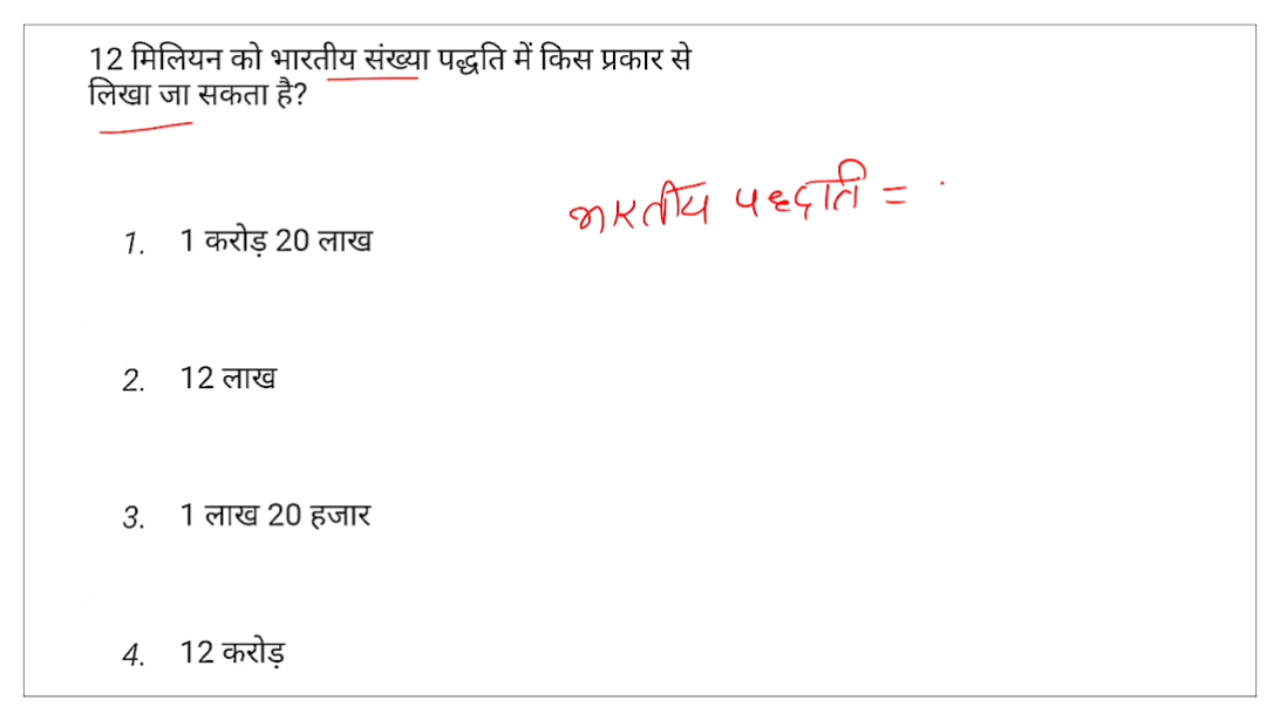 12 मिलियन को भारतीय संख्या पद्धति में किस प्रकार से
लिखा जा सकता है?
भारतीय पद्धति =
1. 1 करोड़ 20 लाख
2. 12 लाख
3. 1 लाख 20 हजार
4. 12 करोड़